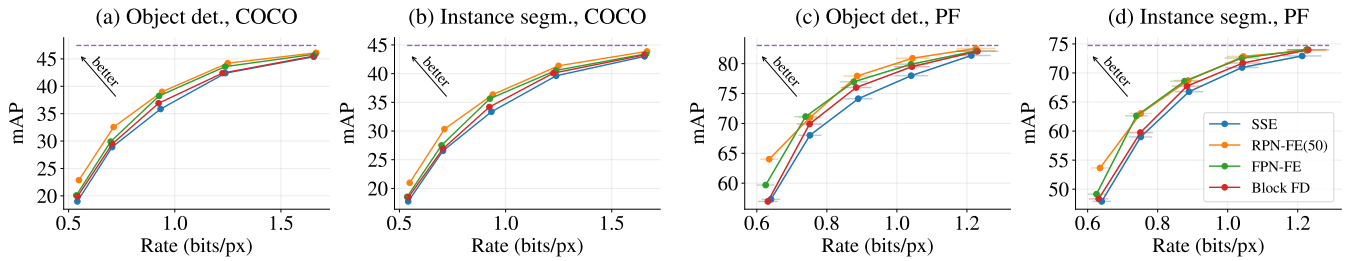 (a) Object det., COCO
mAP
45
40
35
30
25
20
better
0.5
1.0
1.5
Rate (bits/px)
(b) Instance segm., COCO
mAP
45
40
35
30
25
20
better
0.5
1.0
1.5
Rate (bits/px)
(c) Object det., PF
mAP
80
75
70
65
60
better
0.6
0.8
1.0
1.2
Rate (bits/px)
(d) Instance segm., PF
mAP
75
70
65
60
55
50
better
SSE
RPN-FE(50)
FPN-FE
Block FD
0.6
0.8
1.0
1.2
Rate (bits/px)